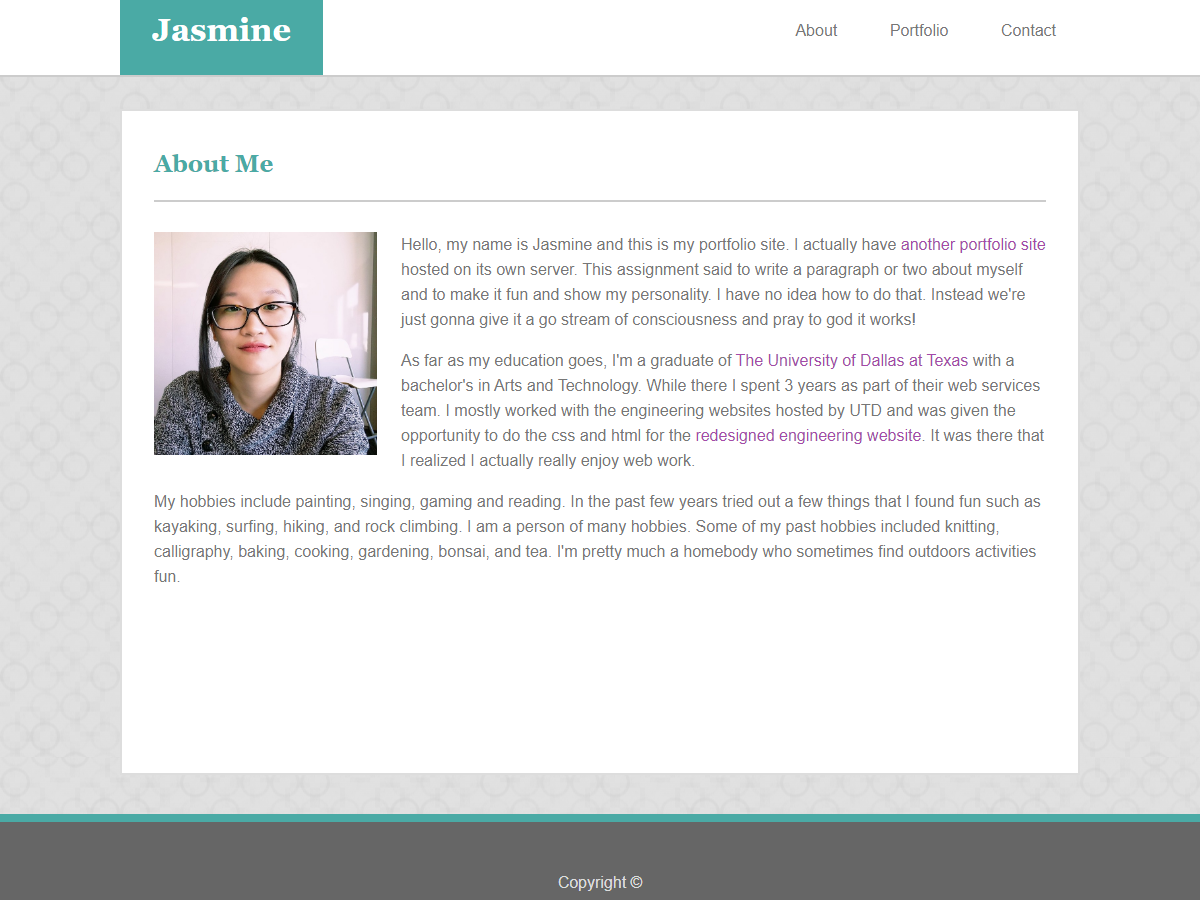 Jasmine
About Portfolio Contact
About Me
Hello, my name is Jasmine and this is my portfolio site. I actually have another portfolio site
hosted on its own server. This assignment said to write a paragraph or two about myself
and to make it fun and show my personality. I have no idea how to do that. Instead we're
just gonna give it a go stream of consciousness and pray to god it works!
As far as my education goes, I'm a graduate of The University of Dallas at Texas with a
bachelor's in Arts and Technology. While there I spent 3 years as part of their web services
team. I mostly worked with the engineering websites hosted by UTD and was given the
opportunity to do the css and html for the redesigned engineering website. It was there that
I realized I actually really enjoy web work.
My hobbies include painting, singing, gaming and reading. In the past few years tried out a few things that I found fun such as
kayaking, surfing, hiking, and rock climbing. I am a person of many hobbies. Some of my past hobbies included knitting,
calligraphy, baking, cooking, gardening, bonsai, and tea. I'm pretty much a homebody who sometimes find outdoors activities
fun.
Copyright ©